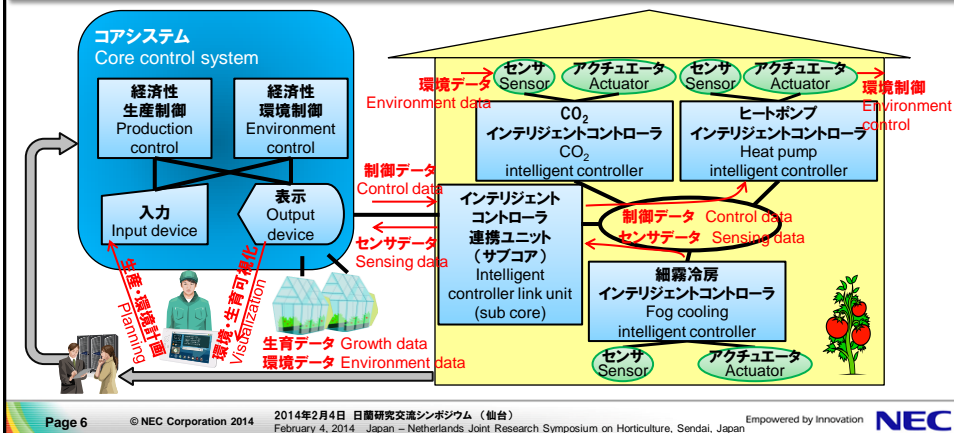 コアシステム
Core control system
経済性
生産制御
Production
control
経済性
環境制御
Environment
control
入力
Input device
表示
Output
device
生産・環境計画
Planning
環境・生育可視化
Visualization
制御データ
Control data
センサデータ
Sensing data
生育データ Growth data
環境データ Environment data
環境データ
Environment data
センサ
Sensor
アクチュエータ
Actuator
センサ
Sensor
アクチュエータ
Actuator
環境制御
Environment
control
CO₂
インテリジェントコントローラ
CO₂
intelligent controller
ヒートポンプ
インテリジェントコントローラ
Heat pump
intelligent controller
インテリジェント
コントローラ
連携ユニット
（サブコア）
Intelligent
controller link unit
(sub core)
制御データ Control data
センサデータ Sensing data
細霧冷房
インテリジェントコントローラ
Fog cooling
intelligent controller
センサ
Sensor
アクチュエータ
Actuator
Page 6
© NEC Corporation 2014
2014年2月4日 日蘭研究交流シンポジウム （仙台）
February 4, 2014 Japan – Netherlands Joint Research Symposium on Horticulture, Sendai, Japan
Empowered by Innovation
NEC